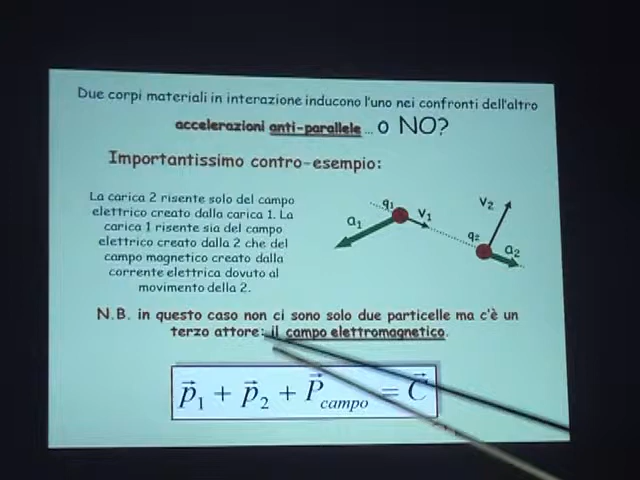 Due corpi materiali in interazione inducono l'uno nei confronti dell'altro
accelerazioni anti-parallele ... o NO?
Importantissimo contro-esempio:
La carica 2 risente solo del campo
elettrico creato dalla carica 1. La
carica 1 risente sia del campo
elettrico creato dalla 2 che del
campo magnetico creato dalla
corrente elettrica dovuto al
movimento della 2.
q₁
v₁
a₁
v₂
q₂
a₂
N.B. in questo caso non ci sono solo due particelle ma c'è un
terzo attore: il campo elettromagnetico.
p⃗₁ + p⃗₂ + P⃗campo = C⃗